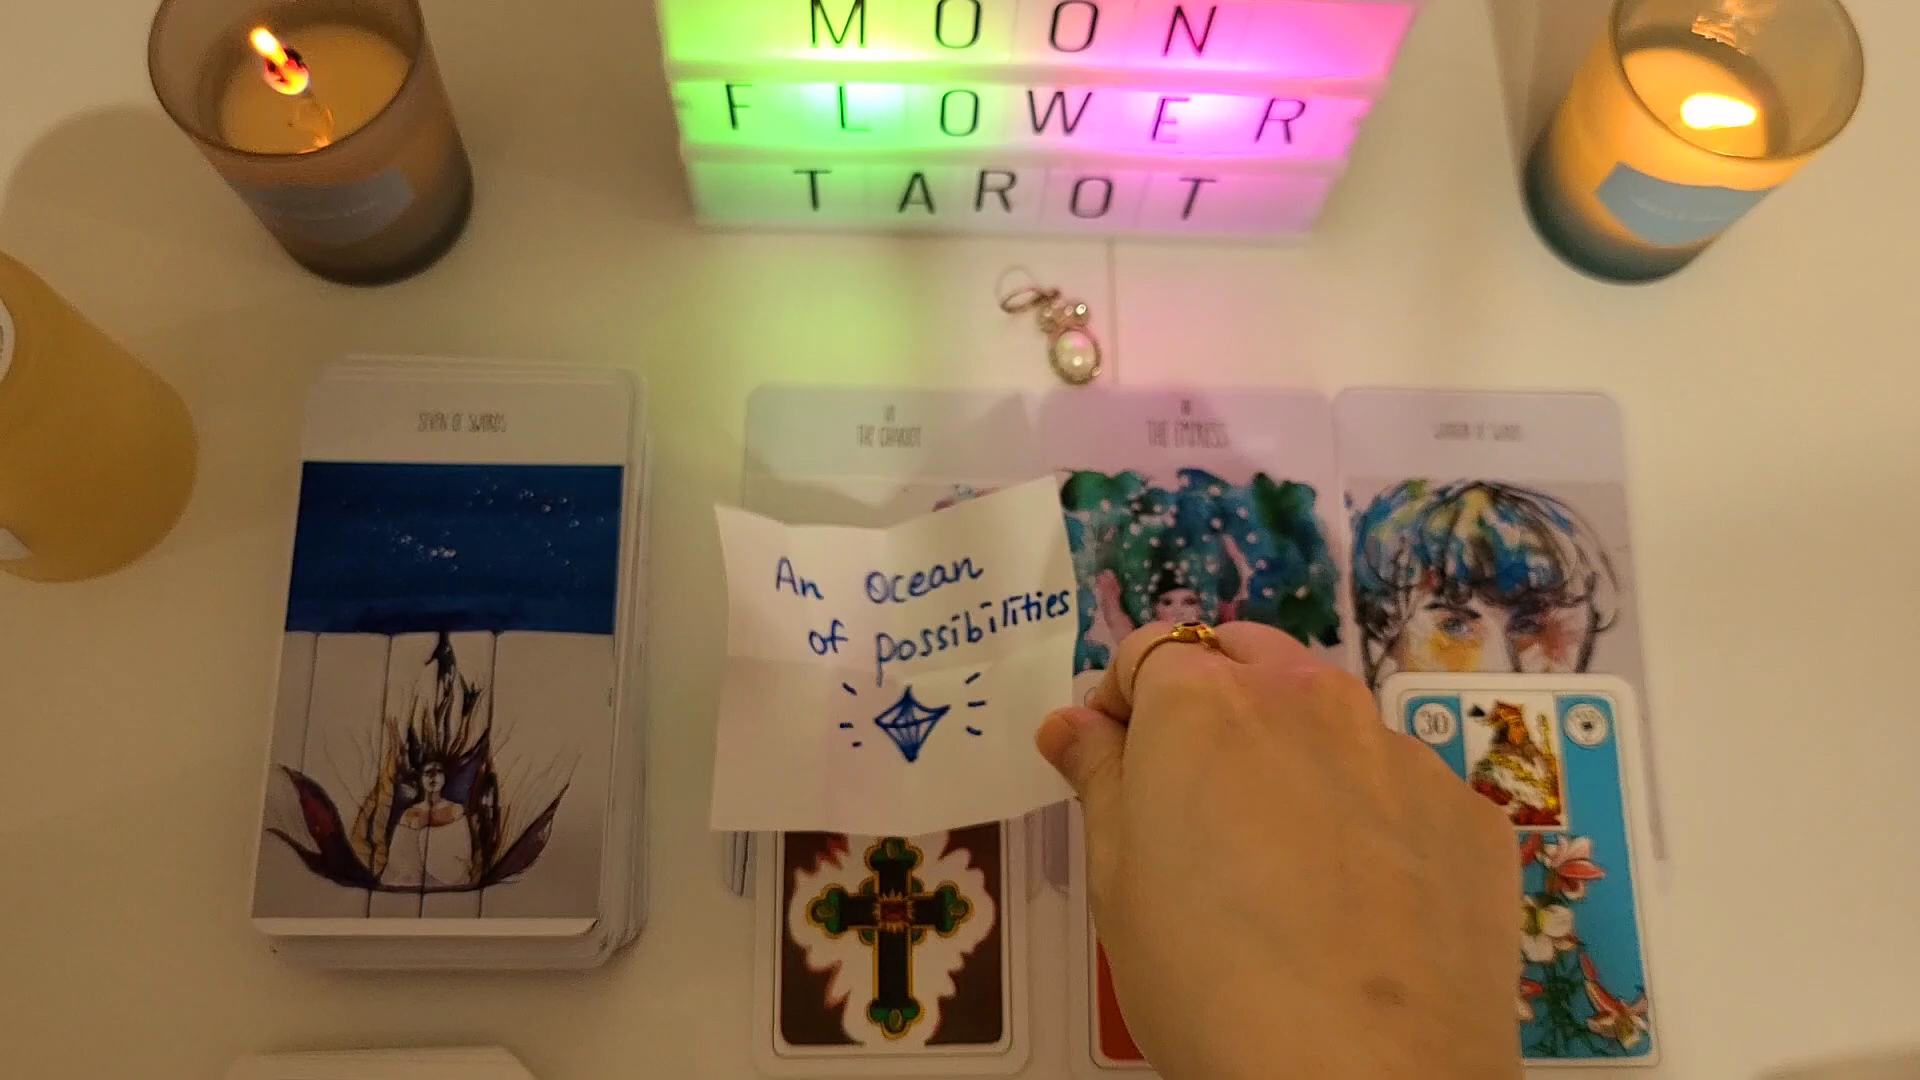 MOON
FLOWER
TAROT
SEVEN OF SWORDS
THE CHARIOT
THE EMPRESS
An ocean
of possibilities
30